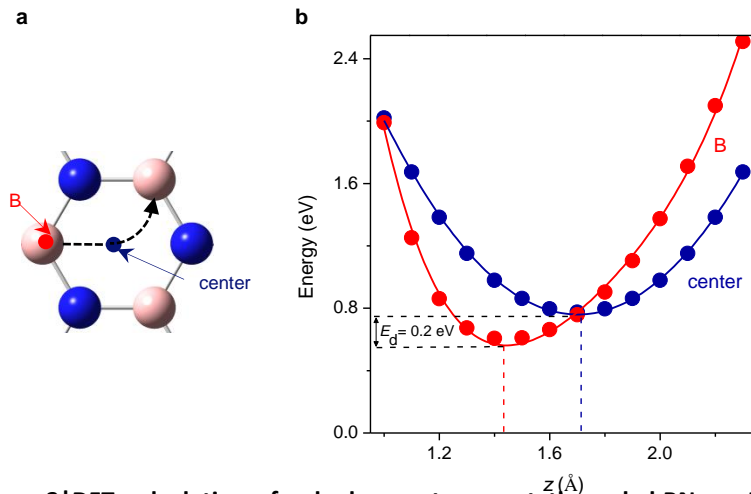 a
b
B
center
Energy (eV)
2.4
1.6
0.8
0.0
B
center
E_d = 0.2 eV
1.2
1.6
2.0
z (Å)